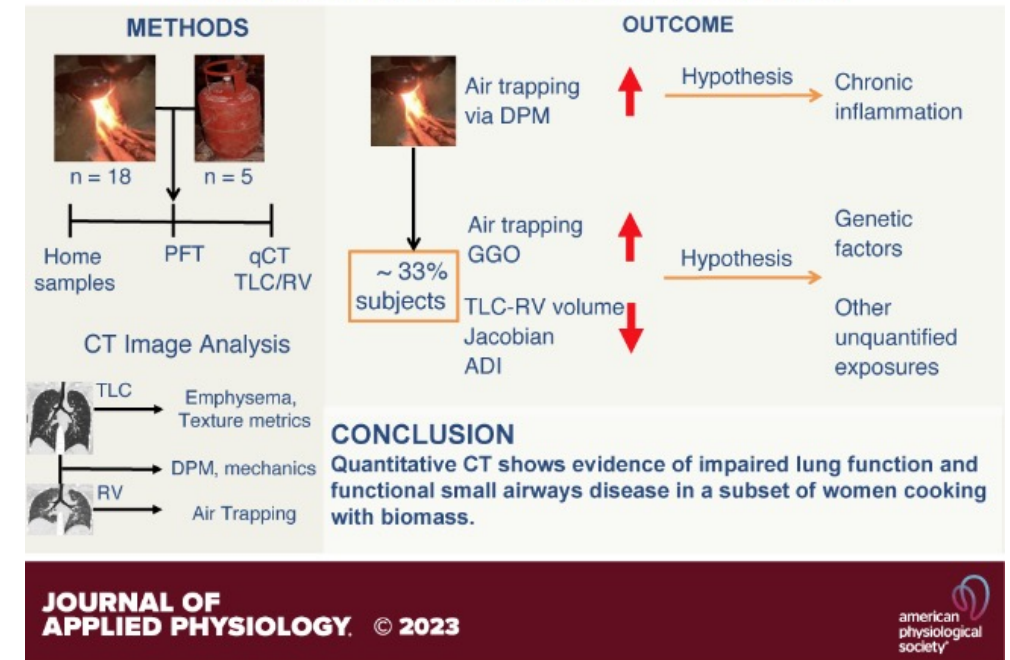 METHODS
n = 18
n = 5
Home
samples
PFT
qCT
TLC/RV
CT Image Analysis
TLC
Emphysema,
Texture metrics
DPM, mechanics
RV
Air Trapping
OUTCOME
Air trapping
via DPM
Hypothesis
Chronic
inflammation
~ 33%
subjects
Air trapping
GGO
TLC-RV volume
Jacobian
ADI
Hypothesis
Genetic
factors
Other
unquantified
exposures
CONCLUSION
Quantitative CT shows evidence of impaired lung function and
functional small airways disease in a subset of women cooking
with biomass.
JOURNAL OF
APPLIED PHYSIOLOGY. © 2023
american
physiological
society®